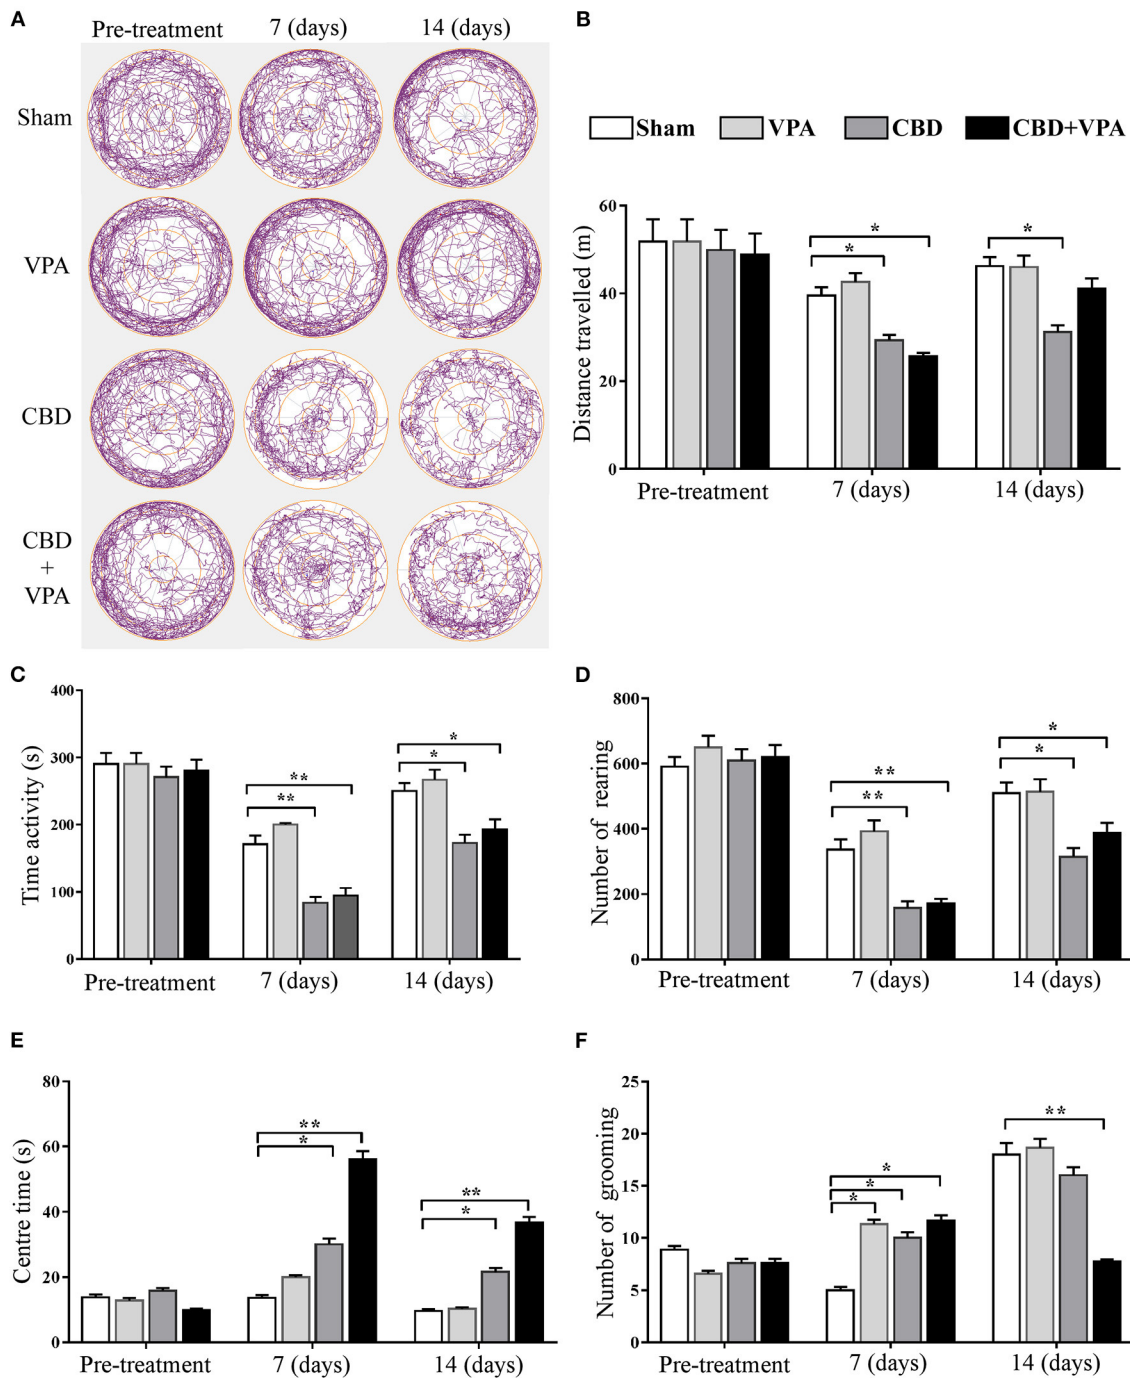 A
Pre-treatment 7 (days) 14 (days)
Sham
VPA
CBD
CBD
+
VPA
B
Sham VPA CBD CBD+VPA
Distance travelled (m)
60
40
20
0
* * *
Pre-treatment 7 (days) 14 (days)
C
Time activity (s)
400
300
200
100
0
** ** * *
Pre-treatment 7 (days) 14 (days)
D
Number of rearing
800
600
400
200
0
** ** * *
Pre-treatment 7 (days) 14 (days)
E
Centre time (s)
80
60
40
20
0
** * ** *
Pre-treatment 7 (days) 14 (days)
F
Number of grooming
25
20
15
10
5
0
* * * **
Pre-treatment 7 (days) 14 (days)